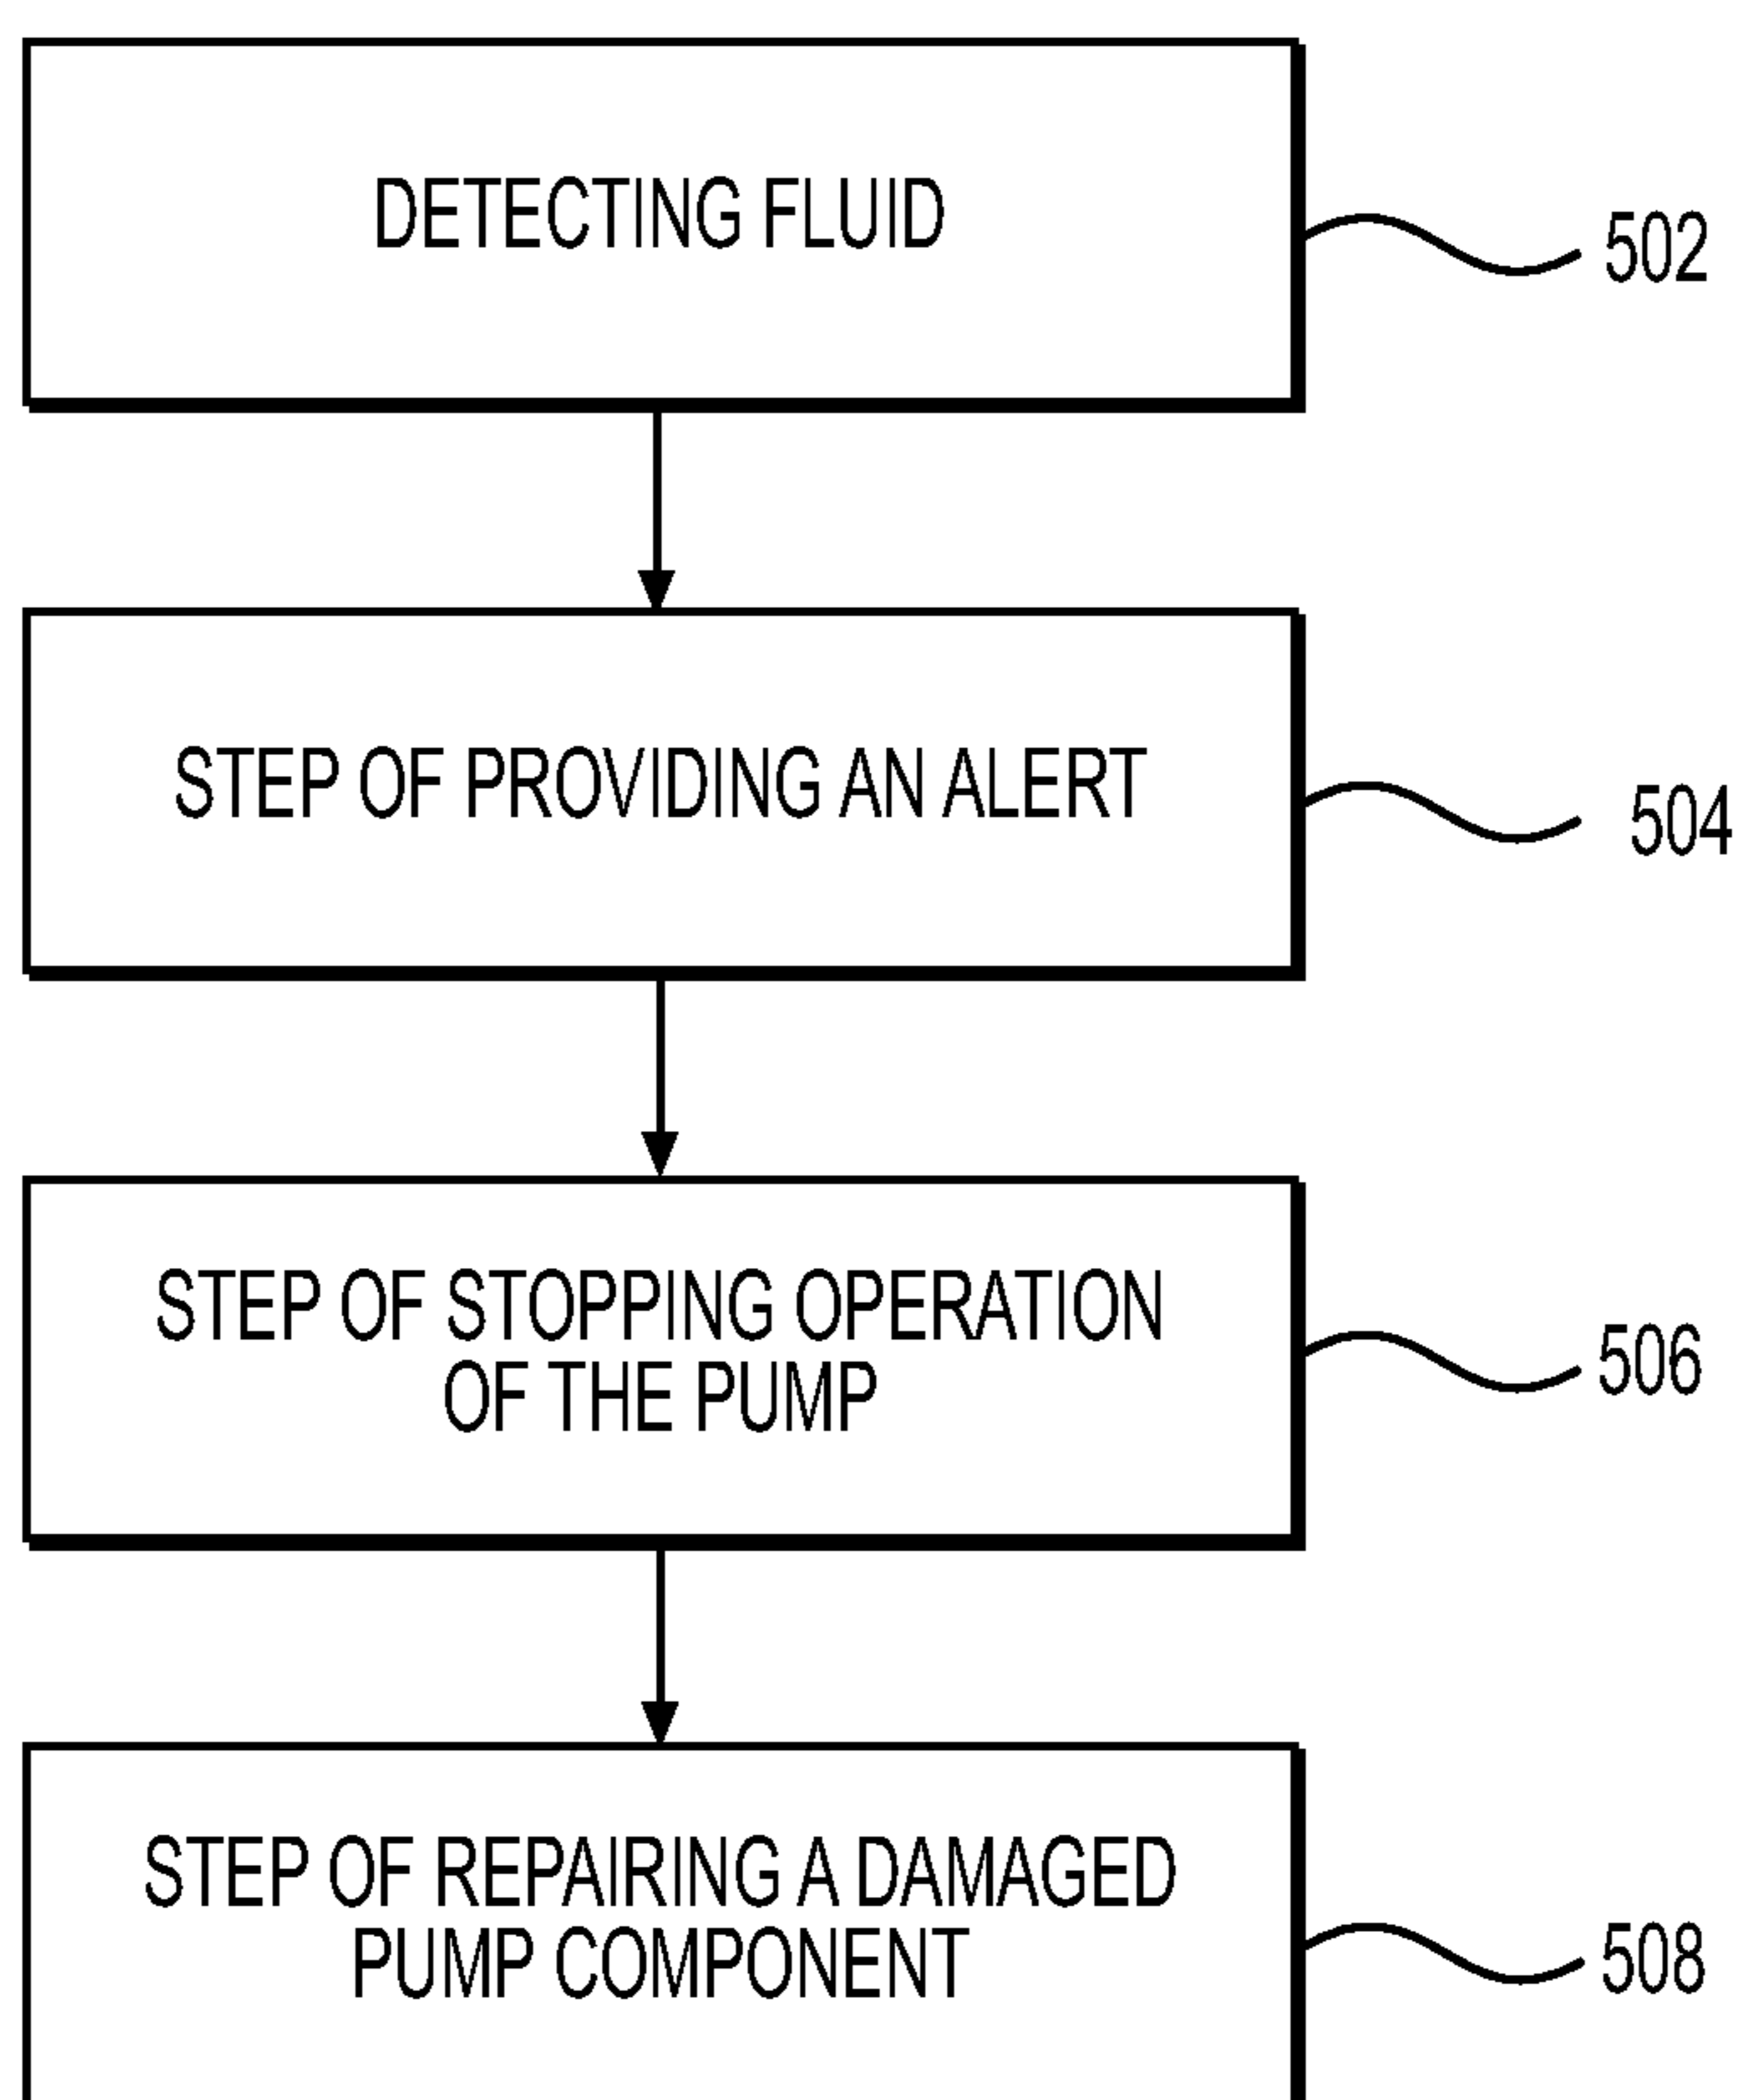 DETECTING FLUID
502
STEP OF PROVIDING AN ALERT
504
STEP OF STOPPING OPERATION
OF THE PUMP
506
STEP OF REPAIRING A DAMAGED
PUMP COMPONENT
508